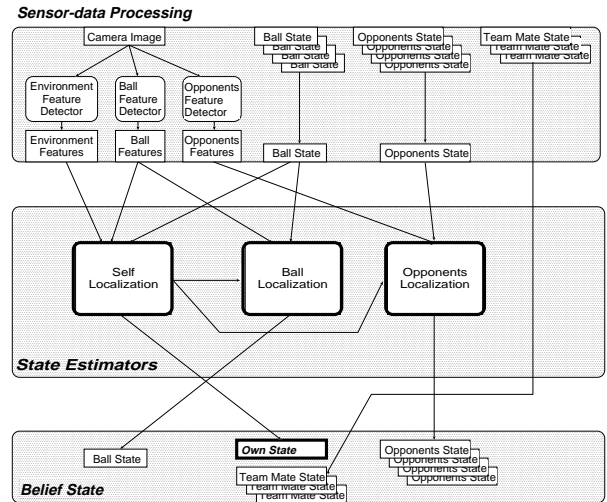 Sensor-data Processing
Camera Image
Ball State
Ball State
Ball State
Opponents State
Opponents State
Opponents State
Opponents State
Team Mate State
Team Mate State
Team Mate State
Environment
Feature
Detector
Ball
Feature
Detector
Opponents
Feature
Detector
Environment
Features
Ball
Features
Opponents
Features
Ball State
Opponents State
Self
Localization
Ball
Localization
Opponents
Localization
State Estimators
Ball State
Own State
Team Mate State
Team Mate State
Team Mate State
Opponents State
Opponents State
Opponents State
Opponents State
Belief State